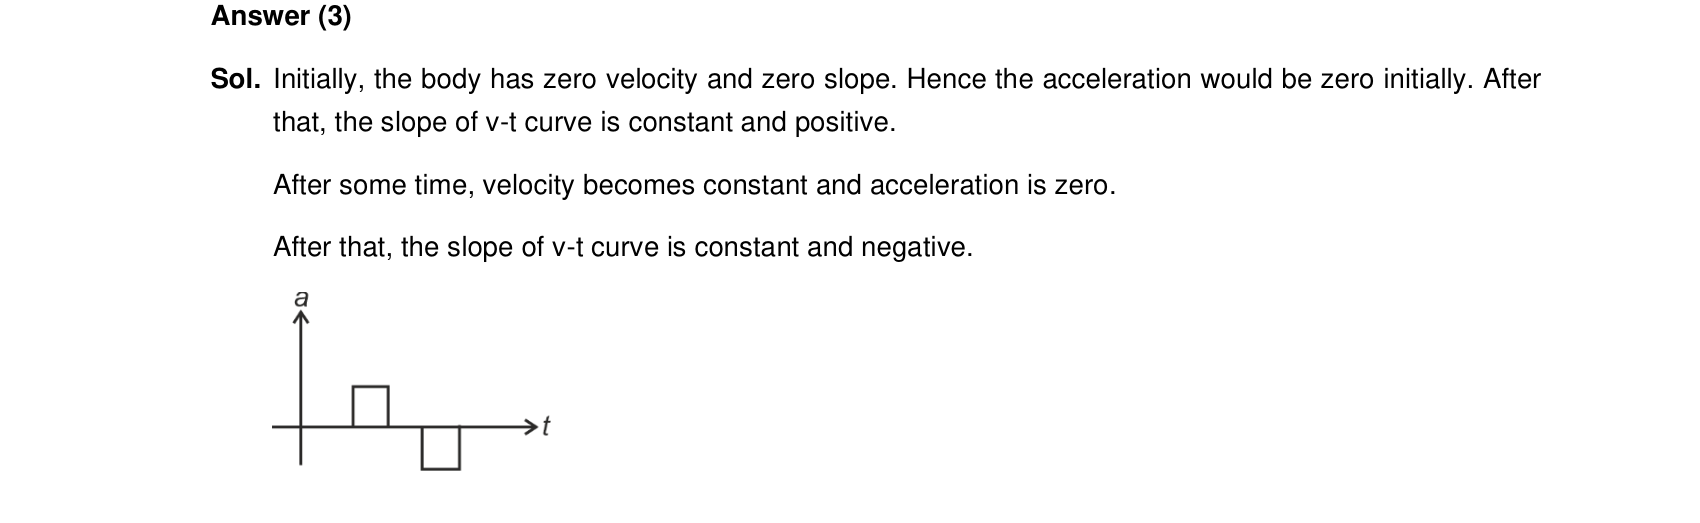 Answer (3)
Sol. Initially, the body has zero velocity and zero slope. Hence the acceleration would be zero initially. After
that, the slope of v-t curve is constant and positive.
After some time, velocity becomes constant and acceleration is zero.
After that, the slope of v-t curve is constant and negative.
a
t